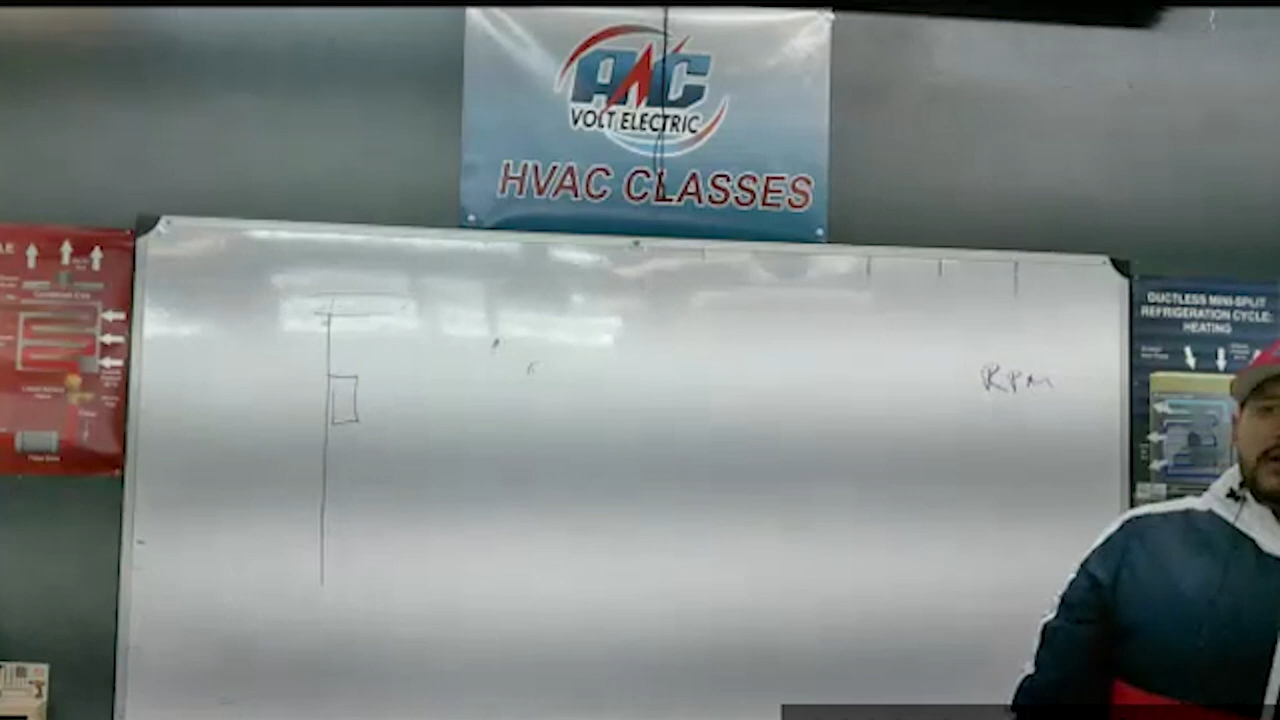 AC
VOLT ELECTRIC
HVAC CLASSES
DUCTLESS MINI-SPLIT
REFRIGERATION CYCLE:
HEATING
RPM